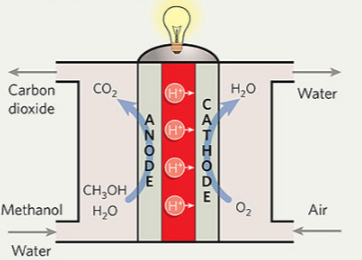 Carbon
dioxide
CO₂
H₂O
Water
ANODE
CATHODE
H⁺
H⁺
H⁺
H⁺
CH₃OH
H₂O
O₂
Methanol
Water
Air